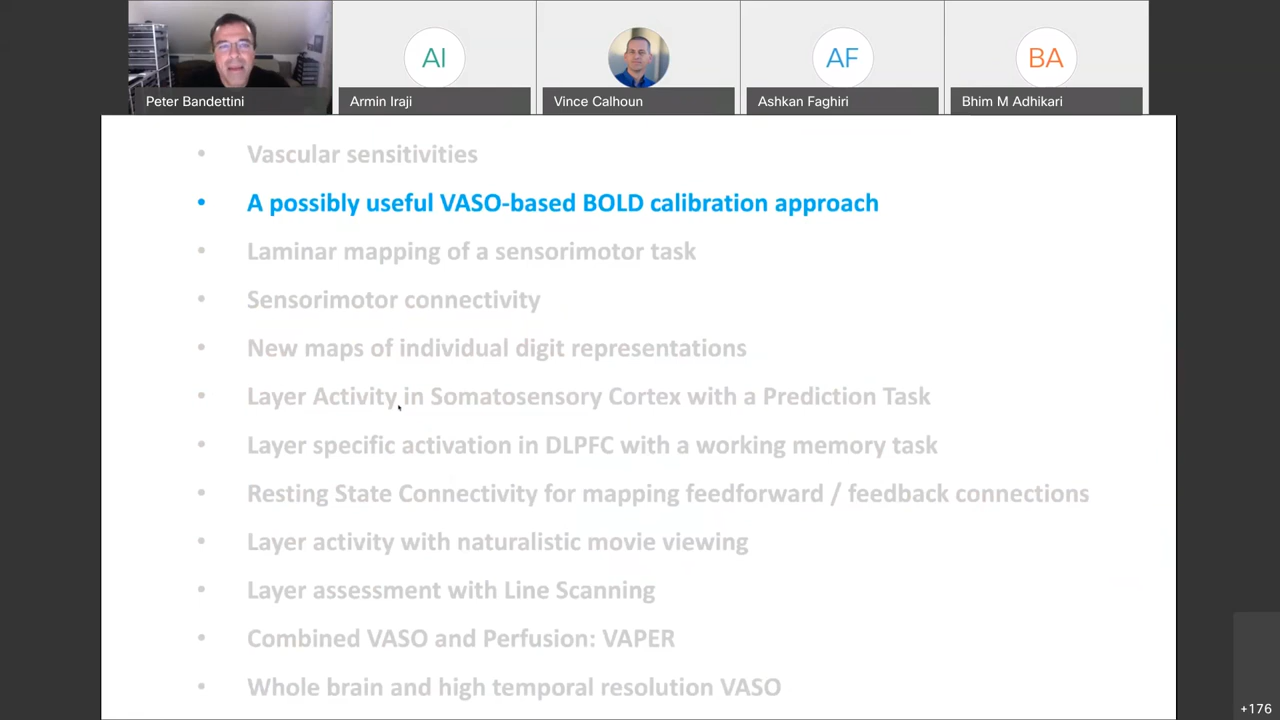 AI
AF
BA
Peter Bandettini
Armin Iraji
Vince Calhoun
Ashkan Faghiri
Bhim M Adhikari
• Vascular sensitivities
• A possibly useful VASO-based BOLD calibration approach
• Laminar mapping of a sensorimotor task
• Sensorimotor connectivity
• New maps of individual digit representations
• Layer Activity in Somatosensory Cortex with a Prediction Task
• Layer specific activation in DLPFC with a working memory task
• Resting State Connectivity for mapping feedforward / feedback connections
• Layer activity with naturalistic movie viewing
• Layer assessment with Line Scanning
• Combined VASO and Perfusion: VAPER
• Whole brain and high temporal resolution VASO
+176